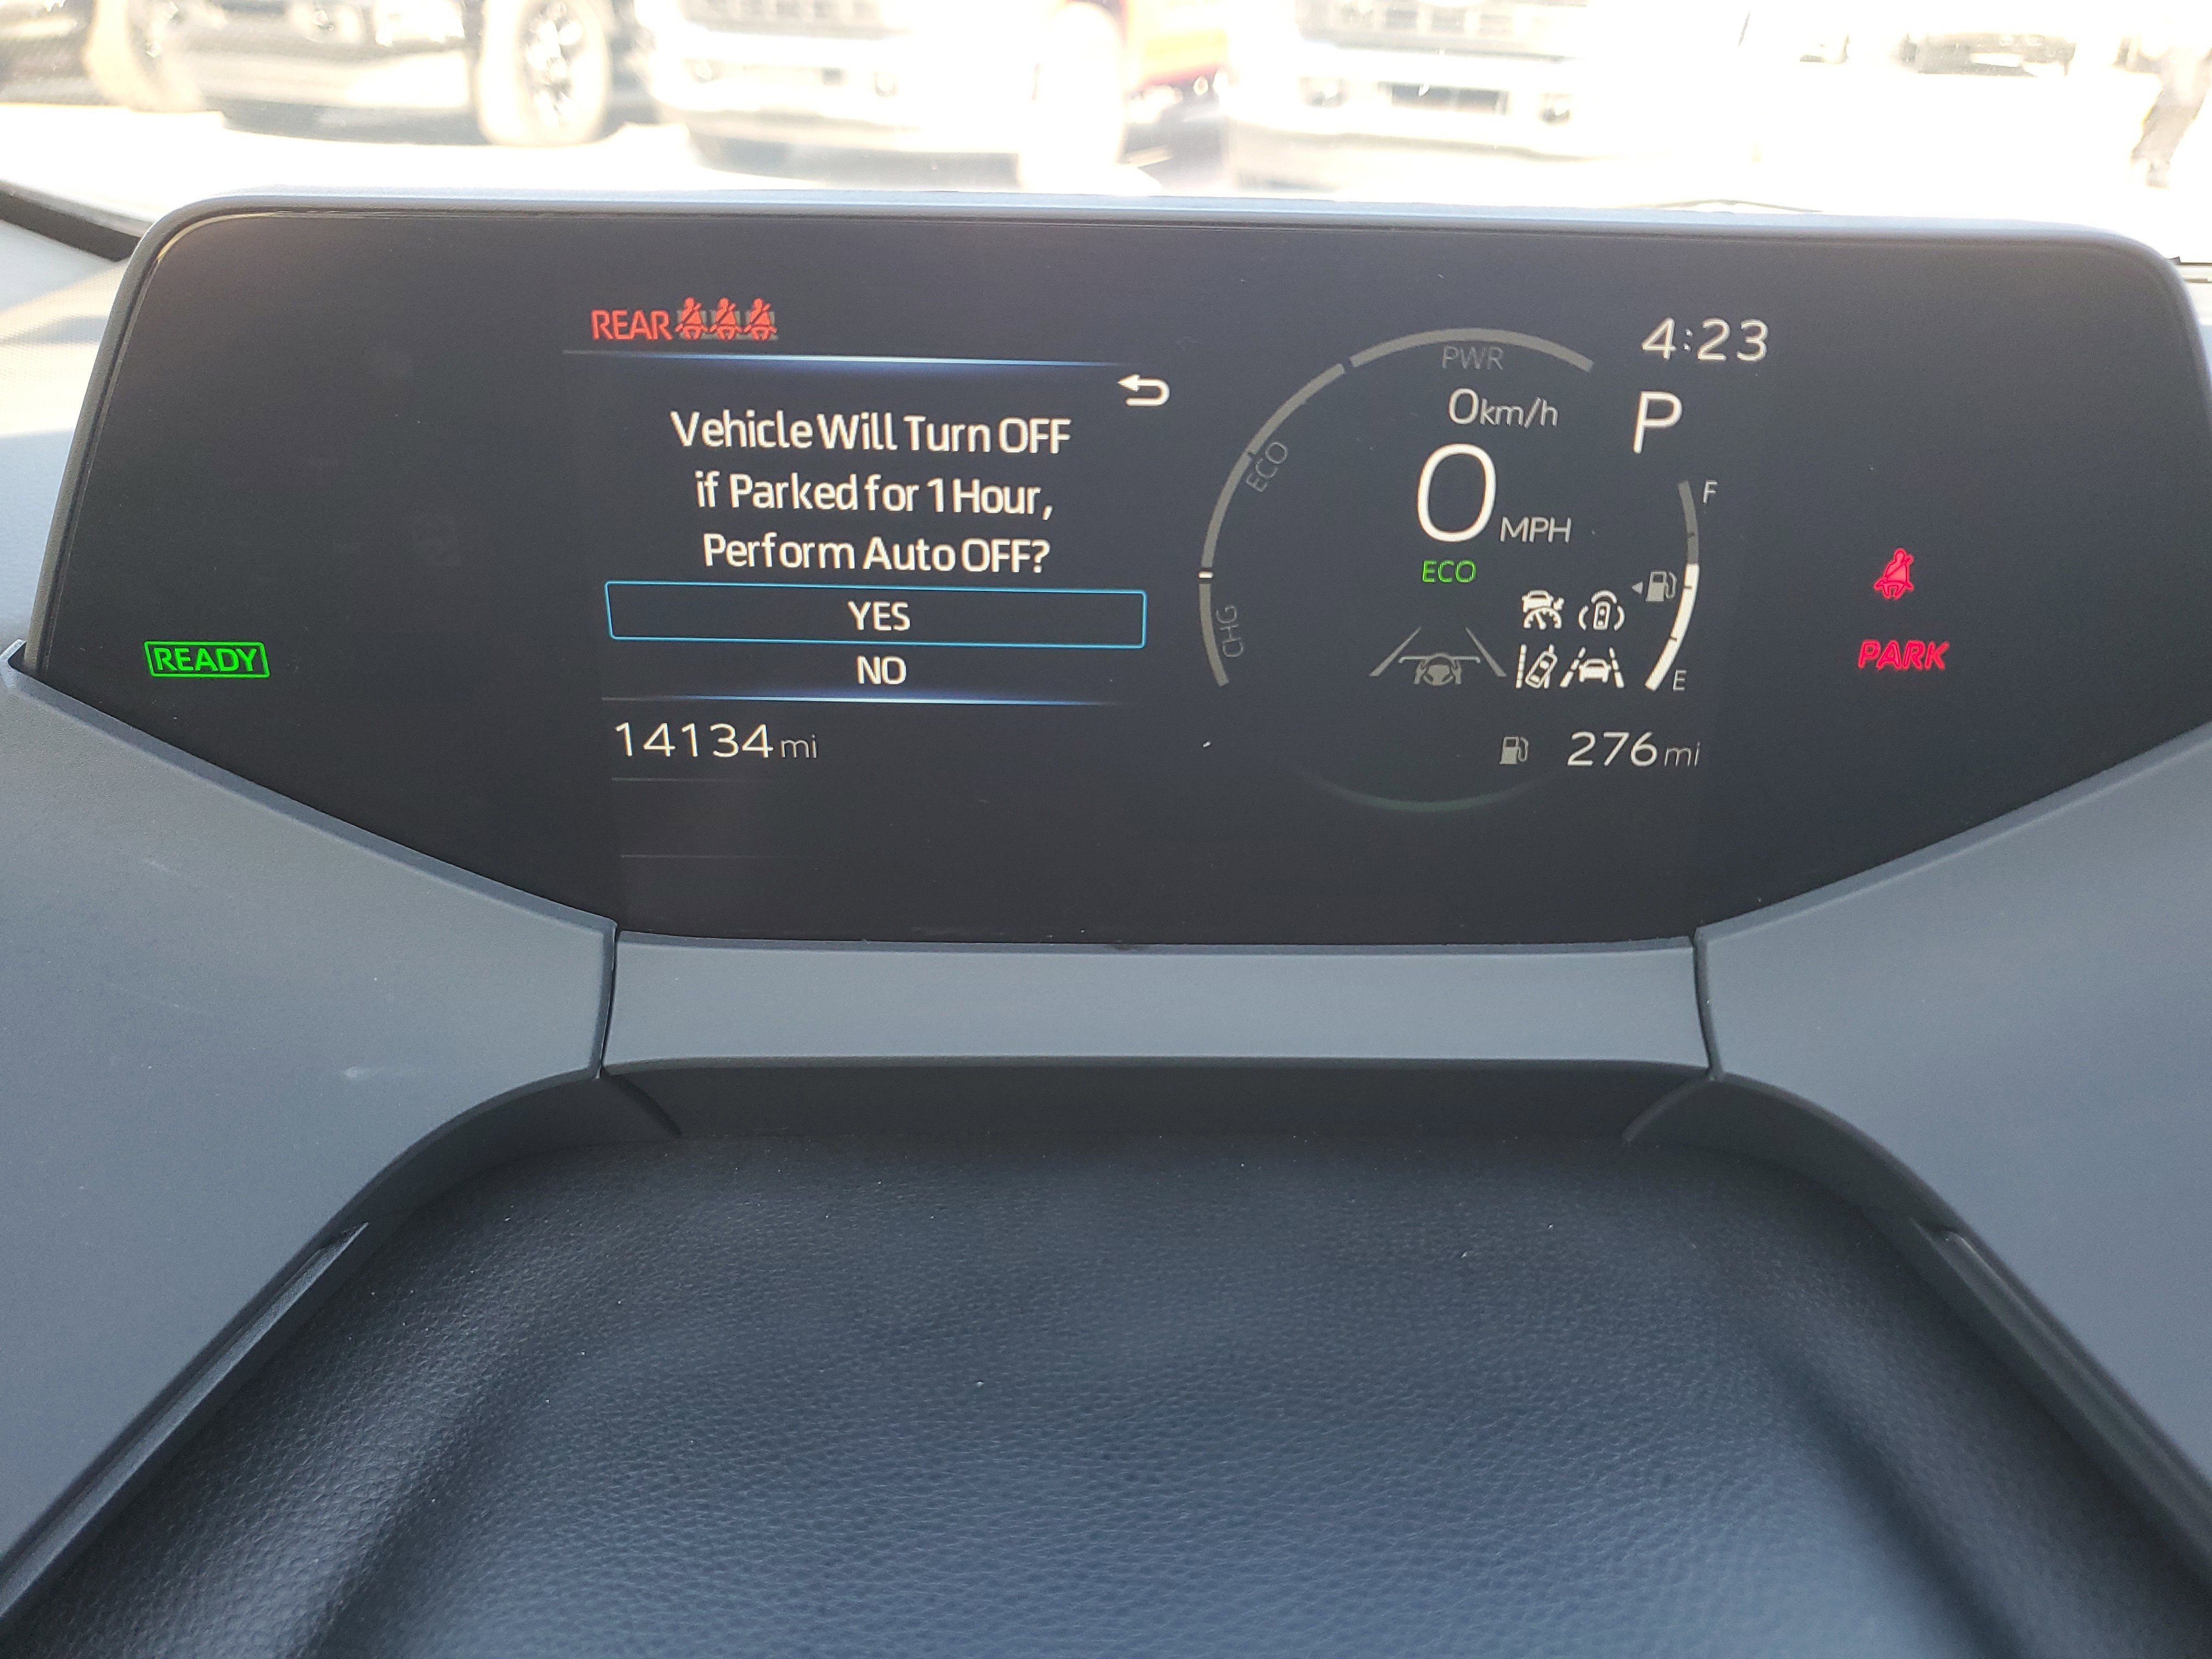 REAR
Vehicle Will Turn OFF
if Parked for 1 Hour,
Perform Auto OFF?
YES
NO
READY
14134 mi
4:23
PWR
0 km/h
P
ECO
0 MPH
F
ECO
CHG
E
276 mi
PARK